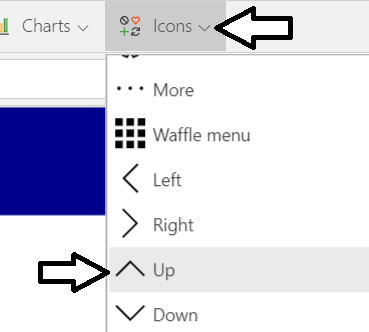 Charts
Icons
More
Waffle menu
Left
Right
Up
Down